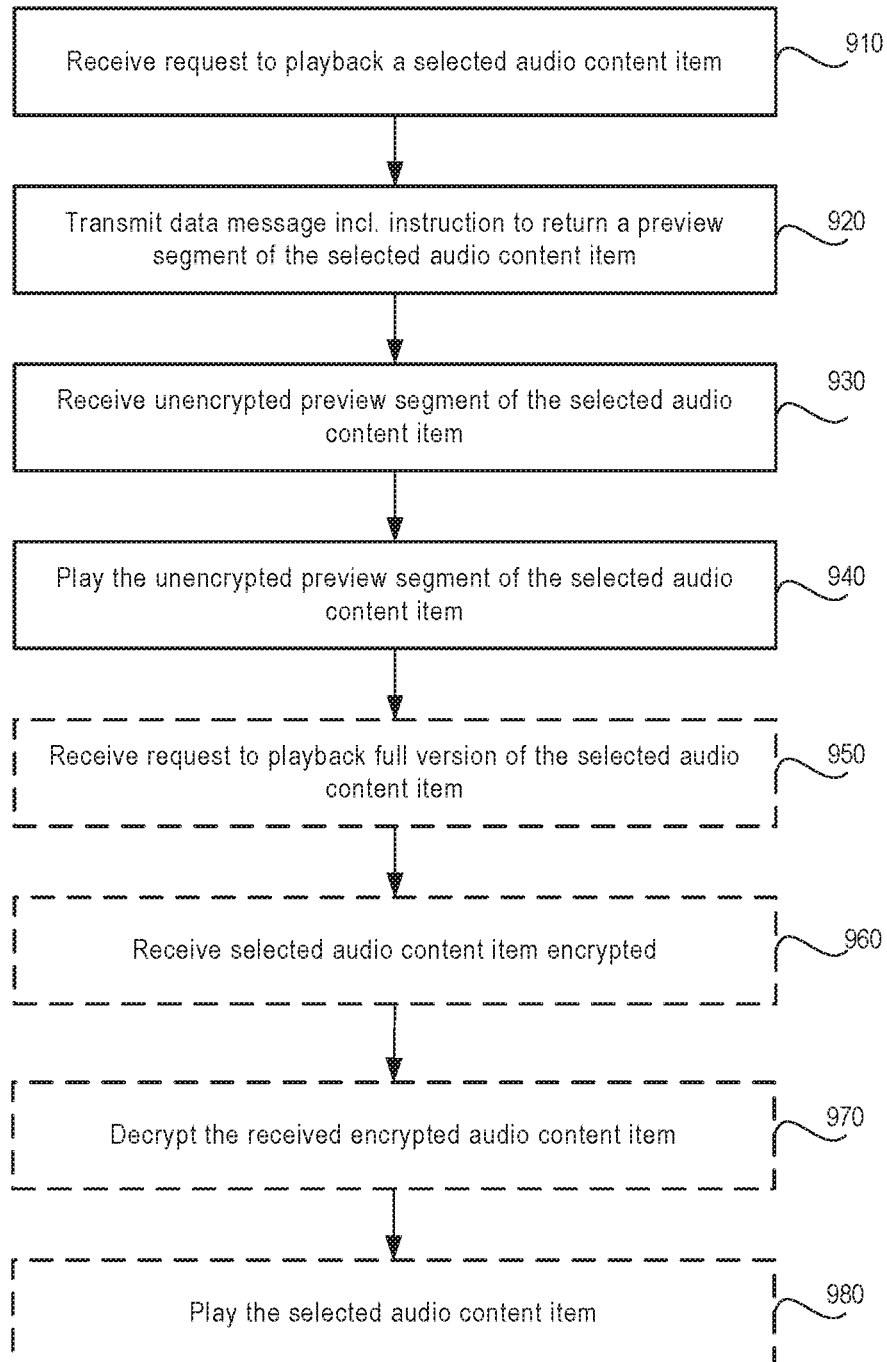 Receive request to playback a selected audio content item
910
Transmit data message incl. instruction to return a preview
segment of the selected audio content item
920
Receive unencrypted preview segment of the selected audio
content item
930
Play the unencrypted preview segment of the selected audio
content item
940
Receive request to playback full version of the selected audio
content item
950
Receive selected audio content item encrypted
960
Decrypt the received encrypted audio content item
970
Play the selected audio content item
980